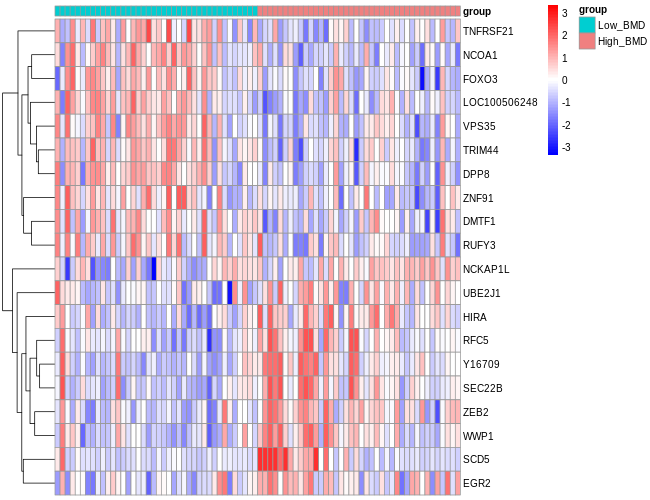 group
TNFRSF21
NCOA1
FOXO3
LOC100506248
VPS35
TRIM44
DPP8
ZNF91
DMTF1
RUFY3
NCKAP1L
UBE2J1
HIRA
RFC5
Y16709
SEC22B
ZEB2
WWP1
SCD5
EGR2
3
2
1
0
-1
-2
-3
group
Low_BMD
High_BMD